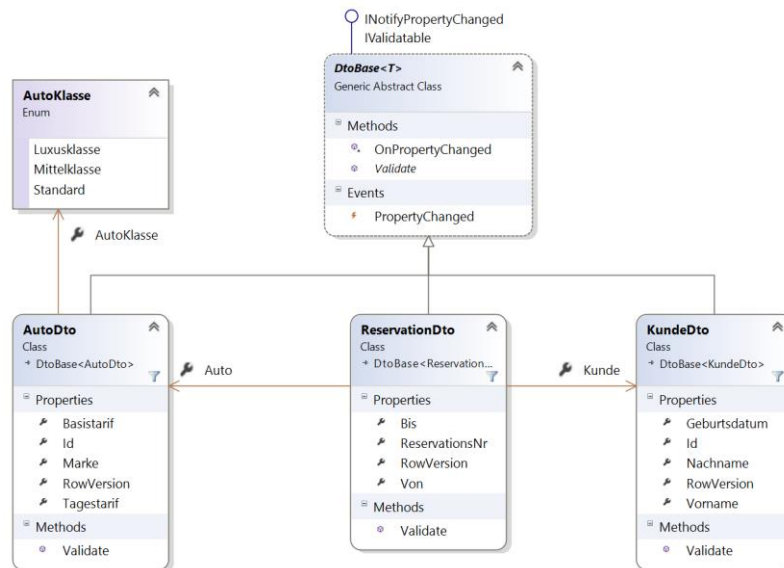 INotifyPropertyChanged
IValidatable
DtoBase<T>
Generic Abstract Class
Methods
OnPropertyChanged
Validate
Events
PropertyChanged
AutoKlasse
Enum
Luxusklasse
Mittelklasse
Standard
AutoKlasse
AutoDto
Class
DtoBase<AutoDto>
Properties
Basistarif
Id
Marke
RowVersion
Tagestarif
Methods
Validate
Auto
ReservationDto
Class
DtoBase<Reservation...
Properties
Bis
ReservationsNr
RowVersion
Von
Methods
Validate
Kunde
KundeDto
Class
DtoBase<KundeDto>
Properties
Geburtsdatum
Id
Nachname
RowVersion
Vorname
Methods
Validate